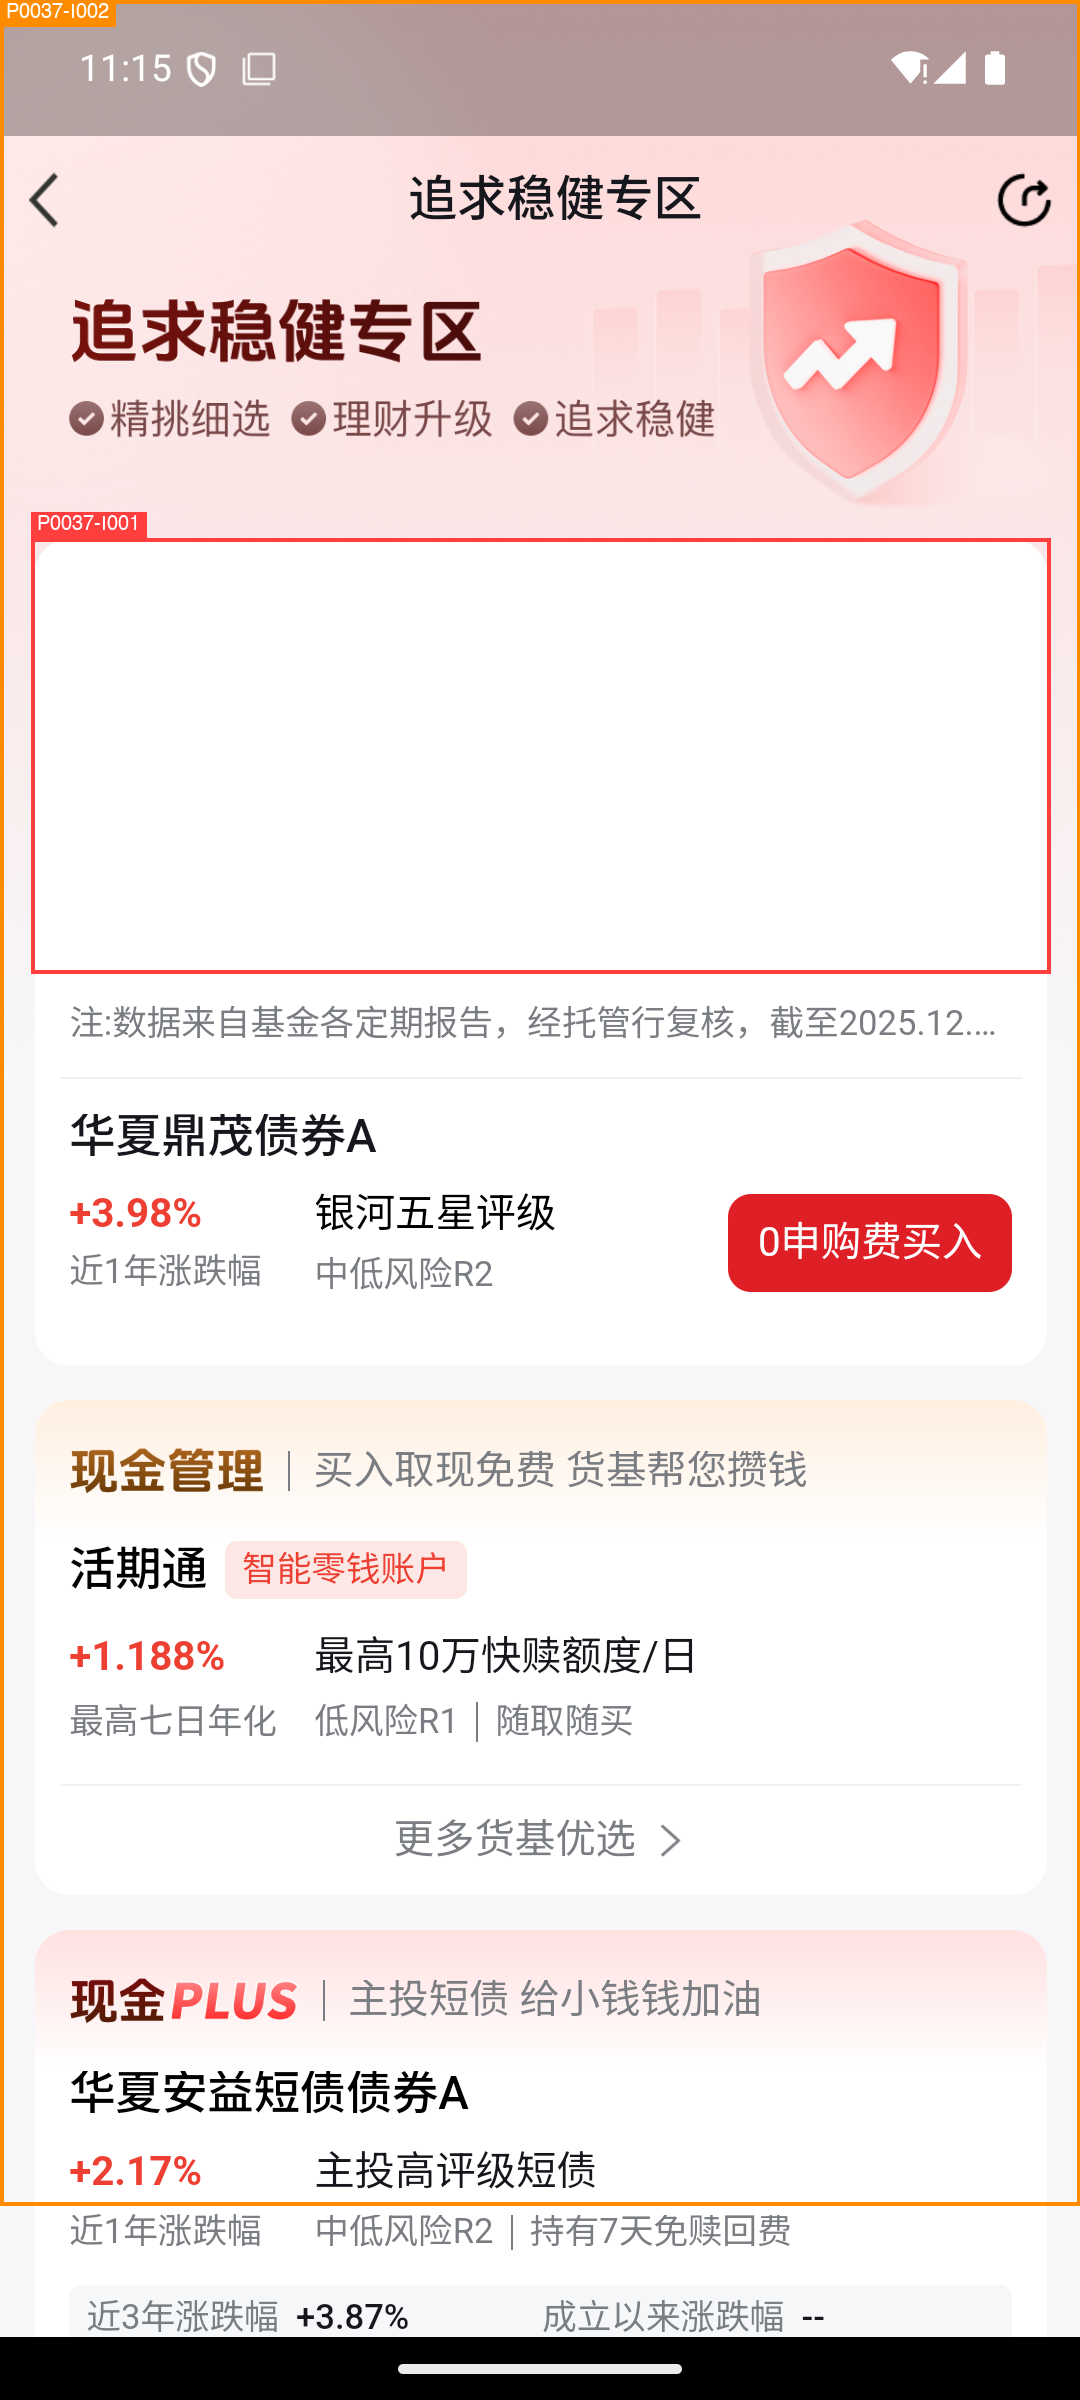 P0037-I002
11:15
追求稳健专区
追求稳健专区
精挑细选 理财升级 追求稳健
P0037-I001
注:数据来自基金各定期报告，经托管行复核，截至2025.12....
华夏鼎茂债券A
+3.98% 银河五星评级
近1年涨跌幅 中低风险R2
0申购费买入
现金管理 | 买入取现免费 货基帮您攒钱
活期通 智能零钱账户
+1.188% 最高10万快赎额度/日
最高七日年化 低风险R1 | 随取随买
更多货基优选
现金PLUS | 主投短债 给小钱钱加油
华夏安益短债债券A
+2.17% 主投高评级短债
近1年涨跌幅 中低风险R2 | 持有7天免赎回费
近3年涨跌幅 +3.87% 成立以来涨跌幅 --